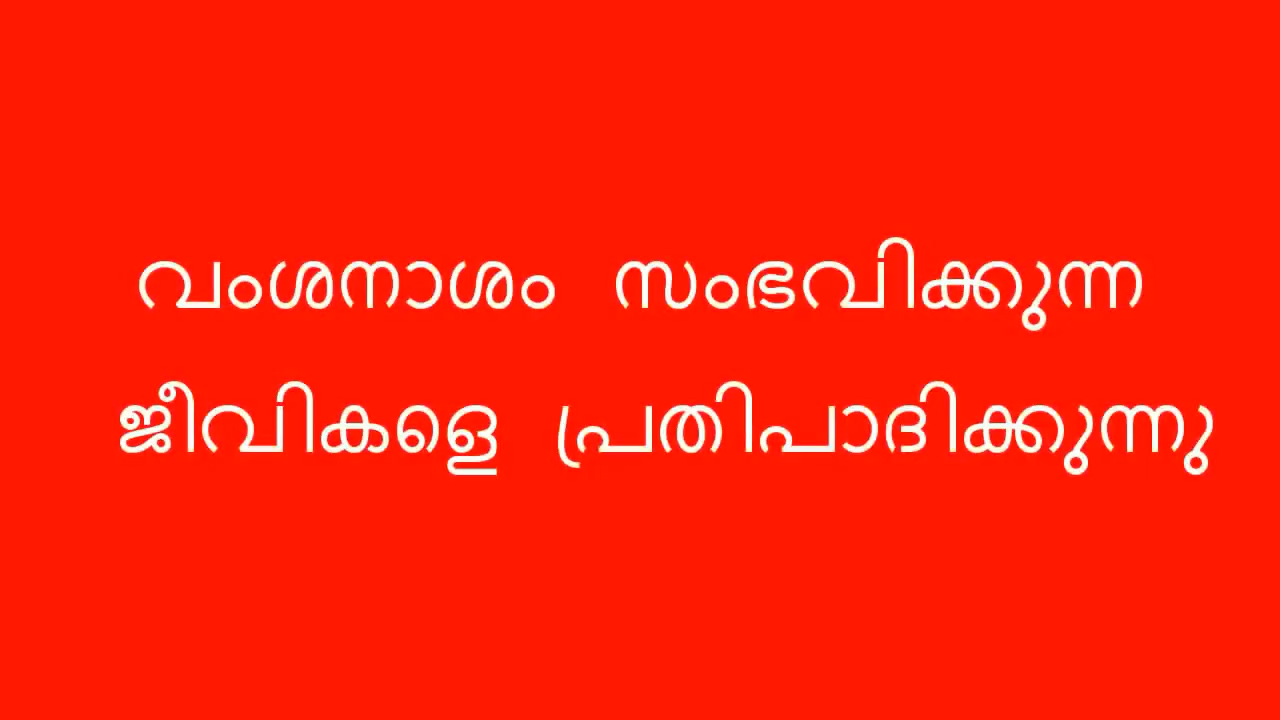 വംശനാശം സംഭവിക്കുന്ന
ജീവികളെ പ്രതിപാദിക്കുന്നു